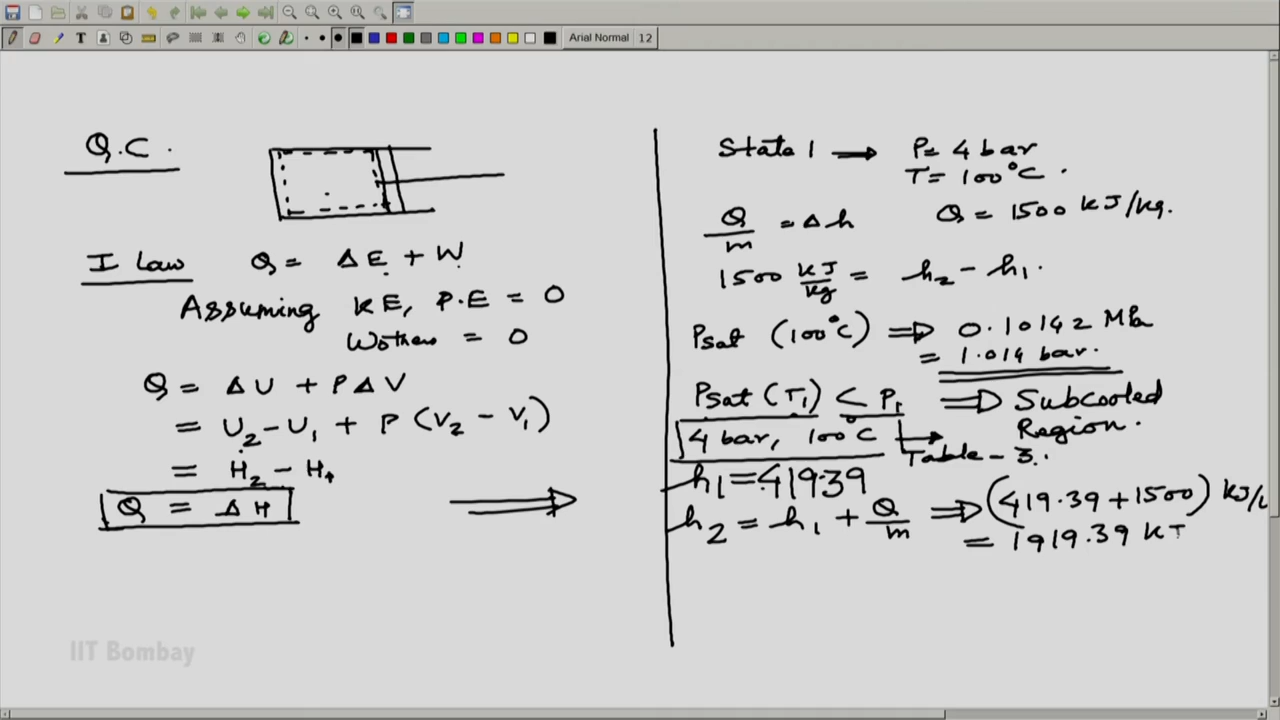 Arial Normal 12
Q.C.
I Law Q = ΔE + W
Assuming KE, P.E = 0
Wother = 0
Q = ΔU + PΔV
= U2 - U1 + P (V2 - V1)
= H2 - H1
Q = ΔH
State 1 → P= 4 bar
T= 100°C.
Q = 1500 kJ/kg.
Q/m = Δh
1500 kJ/kg = h2 - h1.
Psat (100°C) ⇒ 0.10142 MPa
= 1.014 bar.
Psat (T1) < P1 ⇒ Subcooled
Region.
4 bar, 100°C → Table - 3.
h1 = 419.39
h2 = h1 + Q/m ⇒ (419.39 + 1500) kJ/
= 1919.39 kJ
IIT Bombay